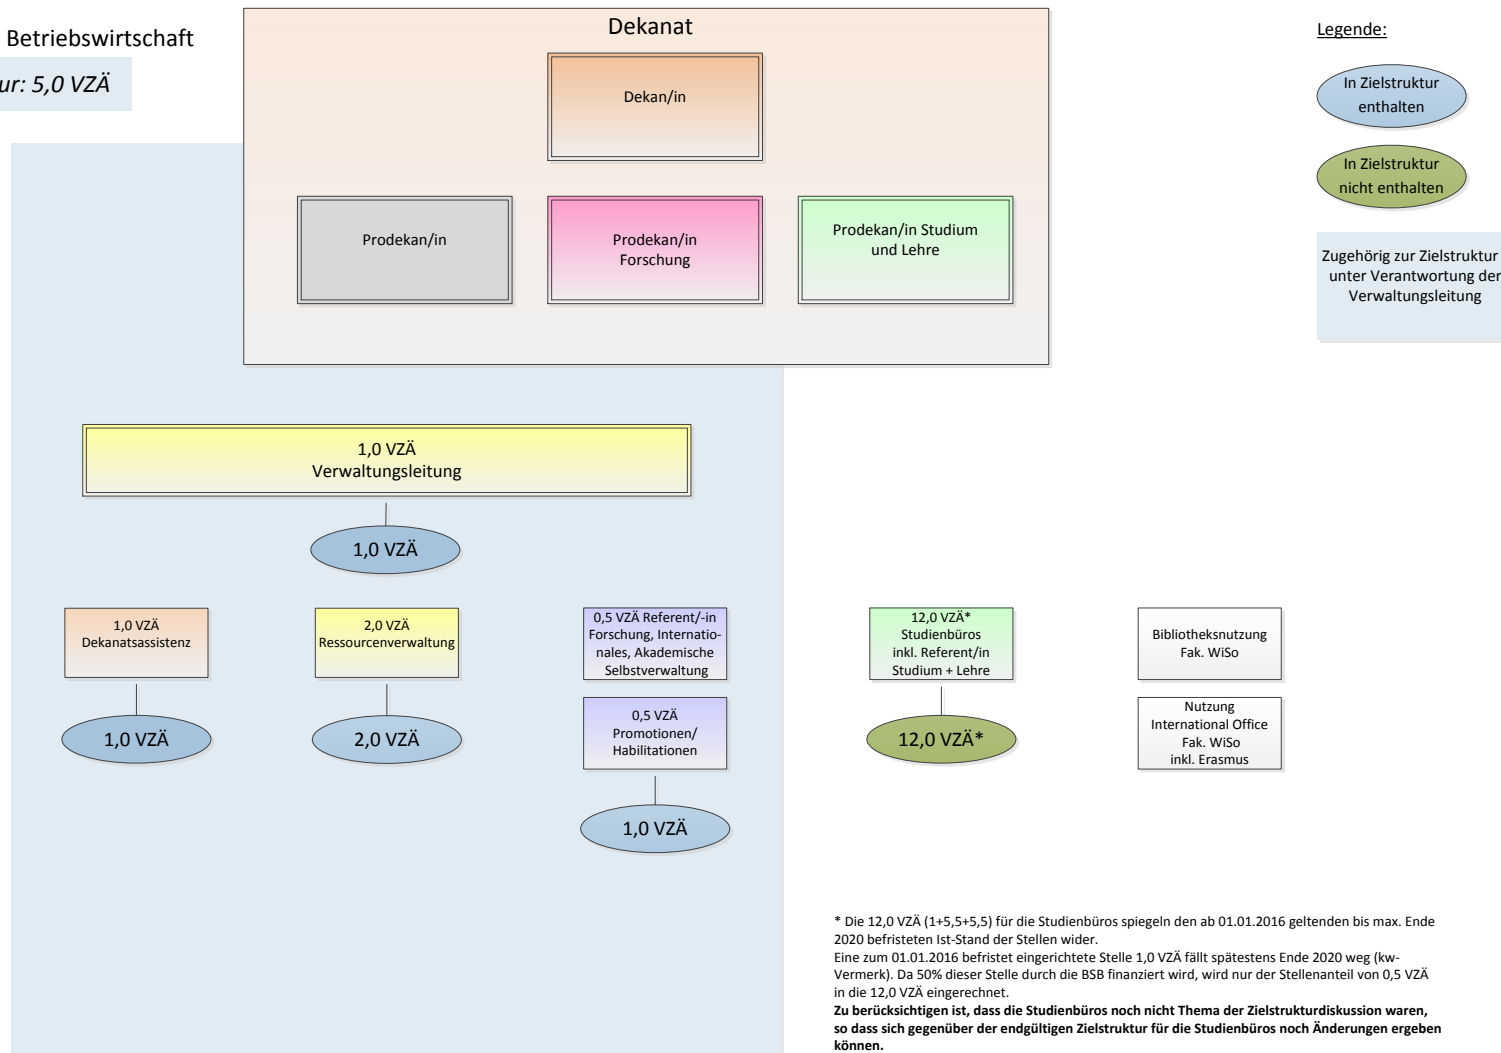 Betriebswirtschaft
ur: 5,0 VZÄ
Dekanat
Dekan/in
Prodekan/in
Prodekan/in
Forschung
Prodekan/in Studium
und Lehre
Legende:
In Zielstruktur
enthalten
In Zielstruktur
nicht enthalten
Zugehörig zur Zielstruktur
unter Verantwortung der
Verwaltungsleitung
1,0 VZÄ
Verwaltungsleitung
1,0 VZÄ
1,0 VZÄ
Dekanatsassistenz
1,0 VZÄ
2,0 VZÄ
Ressourcenverwaltung
2,0 VZÄ
0,5 VZÄ Referent/-in
Forschung, Internatio-
nales, Akademische
Selbstverwaltung
0,5 VZÄ
Promotionen/
Habilitationen
1,0 VZÄ
12,0 VZÄ*
Studienbüros
inkl. Referent/in
Studium + Lehre
12,0 VZÄ*
Bibliotheksnutzung
Fak. WiSo
Nutzung
International Office
Fak. WiSo
inkl. Erasmus
* Die 12,0 VZÄ (1+5,5+5,5) für die Studienbüros spiegeln den ab 01.01.2016 geltenden bis max. Ende
2020 befristeten Ist-Stand der Stellen wider.
Eine zum 01.01.2016 befristet eingerichtete Stelle 1,0 VZÄ fällt spätestens Ende 2020 weg (kw-
Vermerk). Da 50% dieser Stelle durch die BSB finanziert wird, wird nur der Stellenanteil von 0,5 VZÄ
in die 12,0 VZÄ eingerechnet.
Zu berücksichtigen ist, dass die Studienbüros noch nicht Thema der Zielstrukturdiskussion waren,
so dass sich gegenüber der endgültigen Zielstruktur für die Studienbüros noch Änderungen ergeben
können.